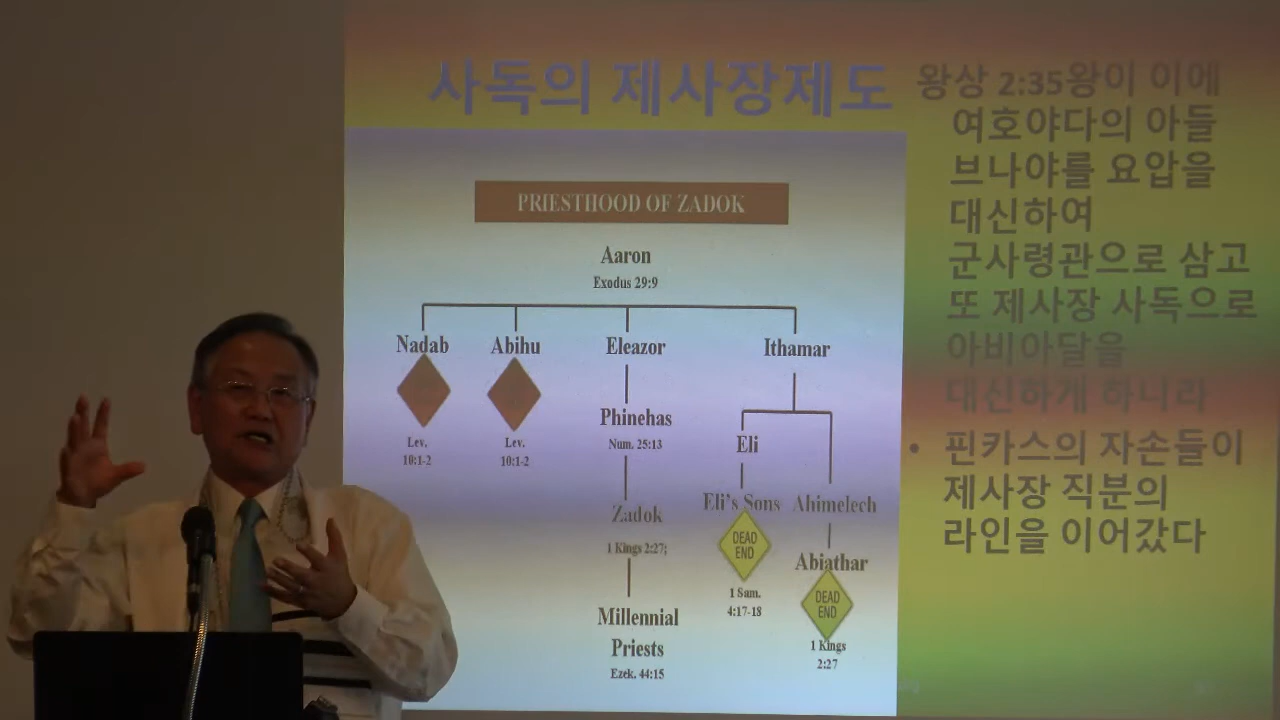 사독의 제사장제도
PRIESTHOOD OF ZADOK
Aaron
Exodus 29:9
Nadab Abihu Eleazor Ithamar
Lev.
10:1-2
Lev.
10:1-2
Phinehas
Num. 25:13
Zadok
1 Kings 2:27;
Millennial
Priests
Ezek. 44:15
Eli
Eli's Sons
DEAD
END
1 Sam.
4:17-18
Ahimelech
Abiathar
DEAD
END
1 Kings
2:27
왕상 2:35왕이 이에
여호야다의 아들
브나야를 요압을
대신하여
군사령관으로 삼고
또 제사장 사독으로
아비아달을
대신하게 하니라
• 핀카스의 자손들이
제사장 직분의
라인을 이어갔다